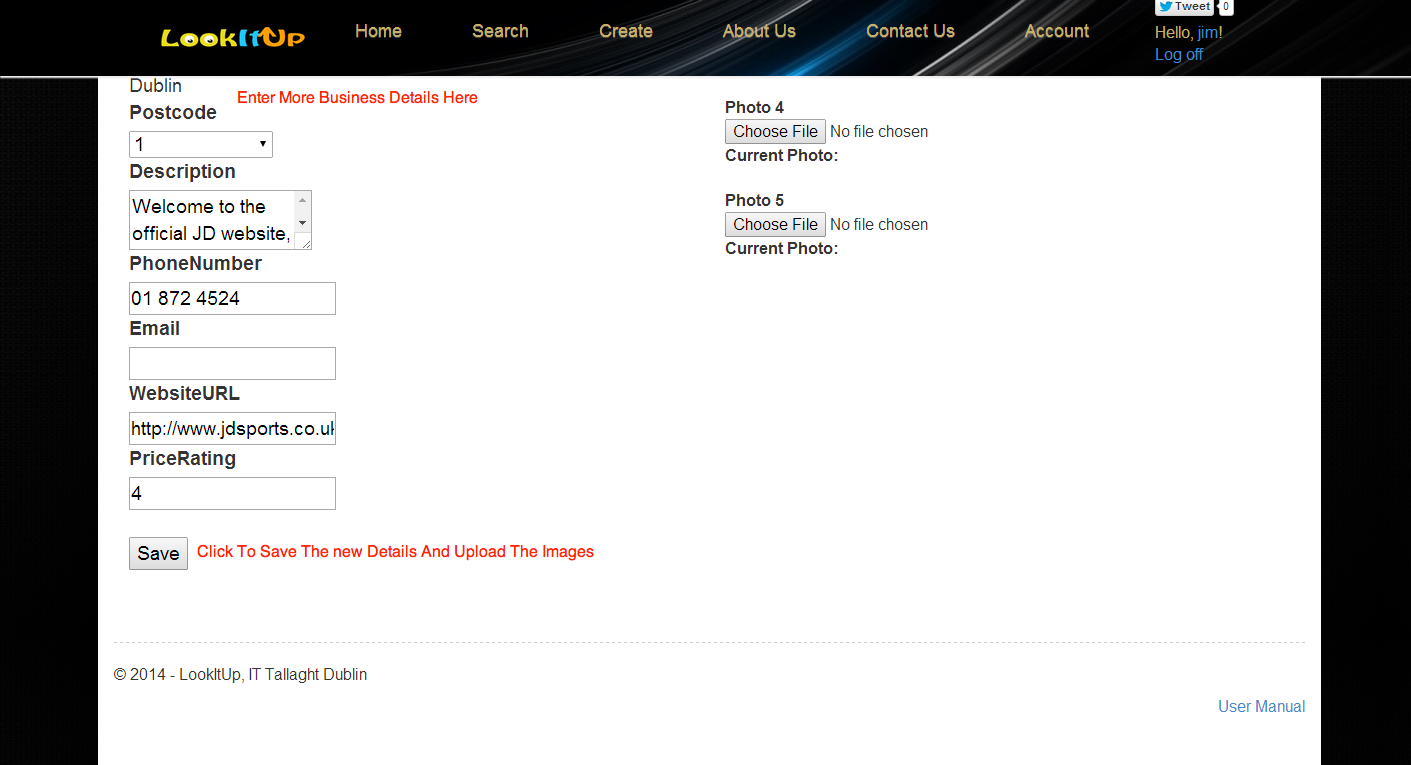 LookItUp
Home Search Create About Us Contact Us Account
Tweet 0
Hello, jim!
Log off
Dublin
Enter More Business Details Here
Postcode
1
Description
Welcome to the
official JD website,
PhoneNumber
01 872 4524
Email
WebsiteURL
http://www.jdsports.co.uk
PriceRating
4
Save Click To Save The new Details And Upload The Images
Photo 4
Choose File No file chosen
Current Photo:
Photo 5
Choose File No file chosen
Current Photo:
© 2014 - LookItUp, IT Tallaght Dublin
User Manual